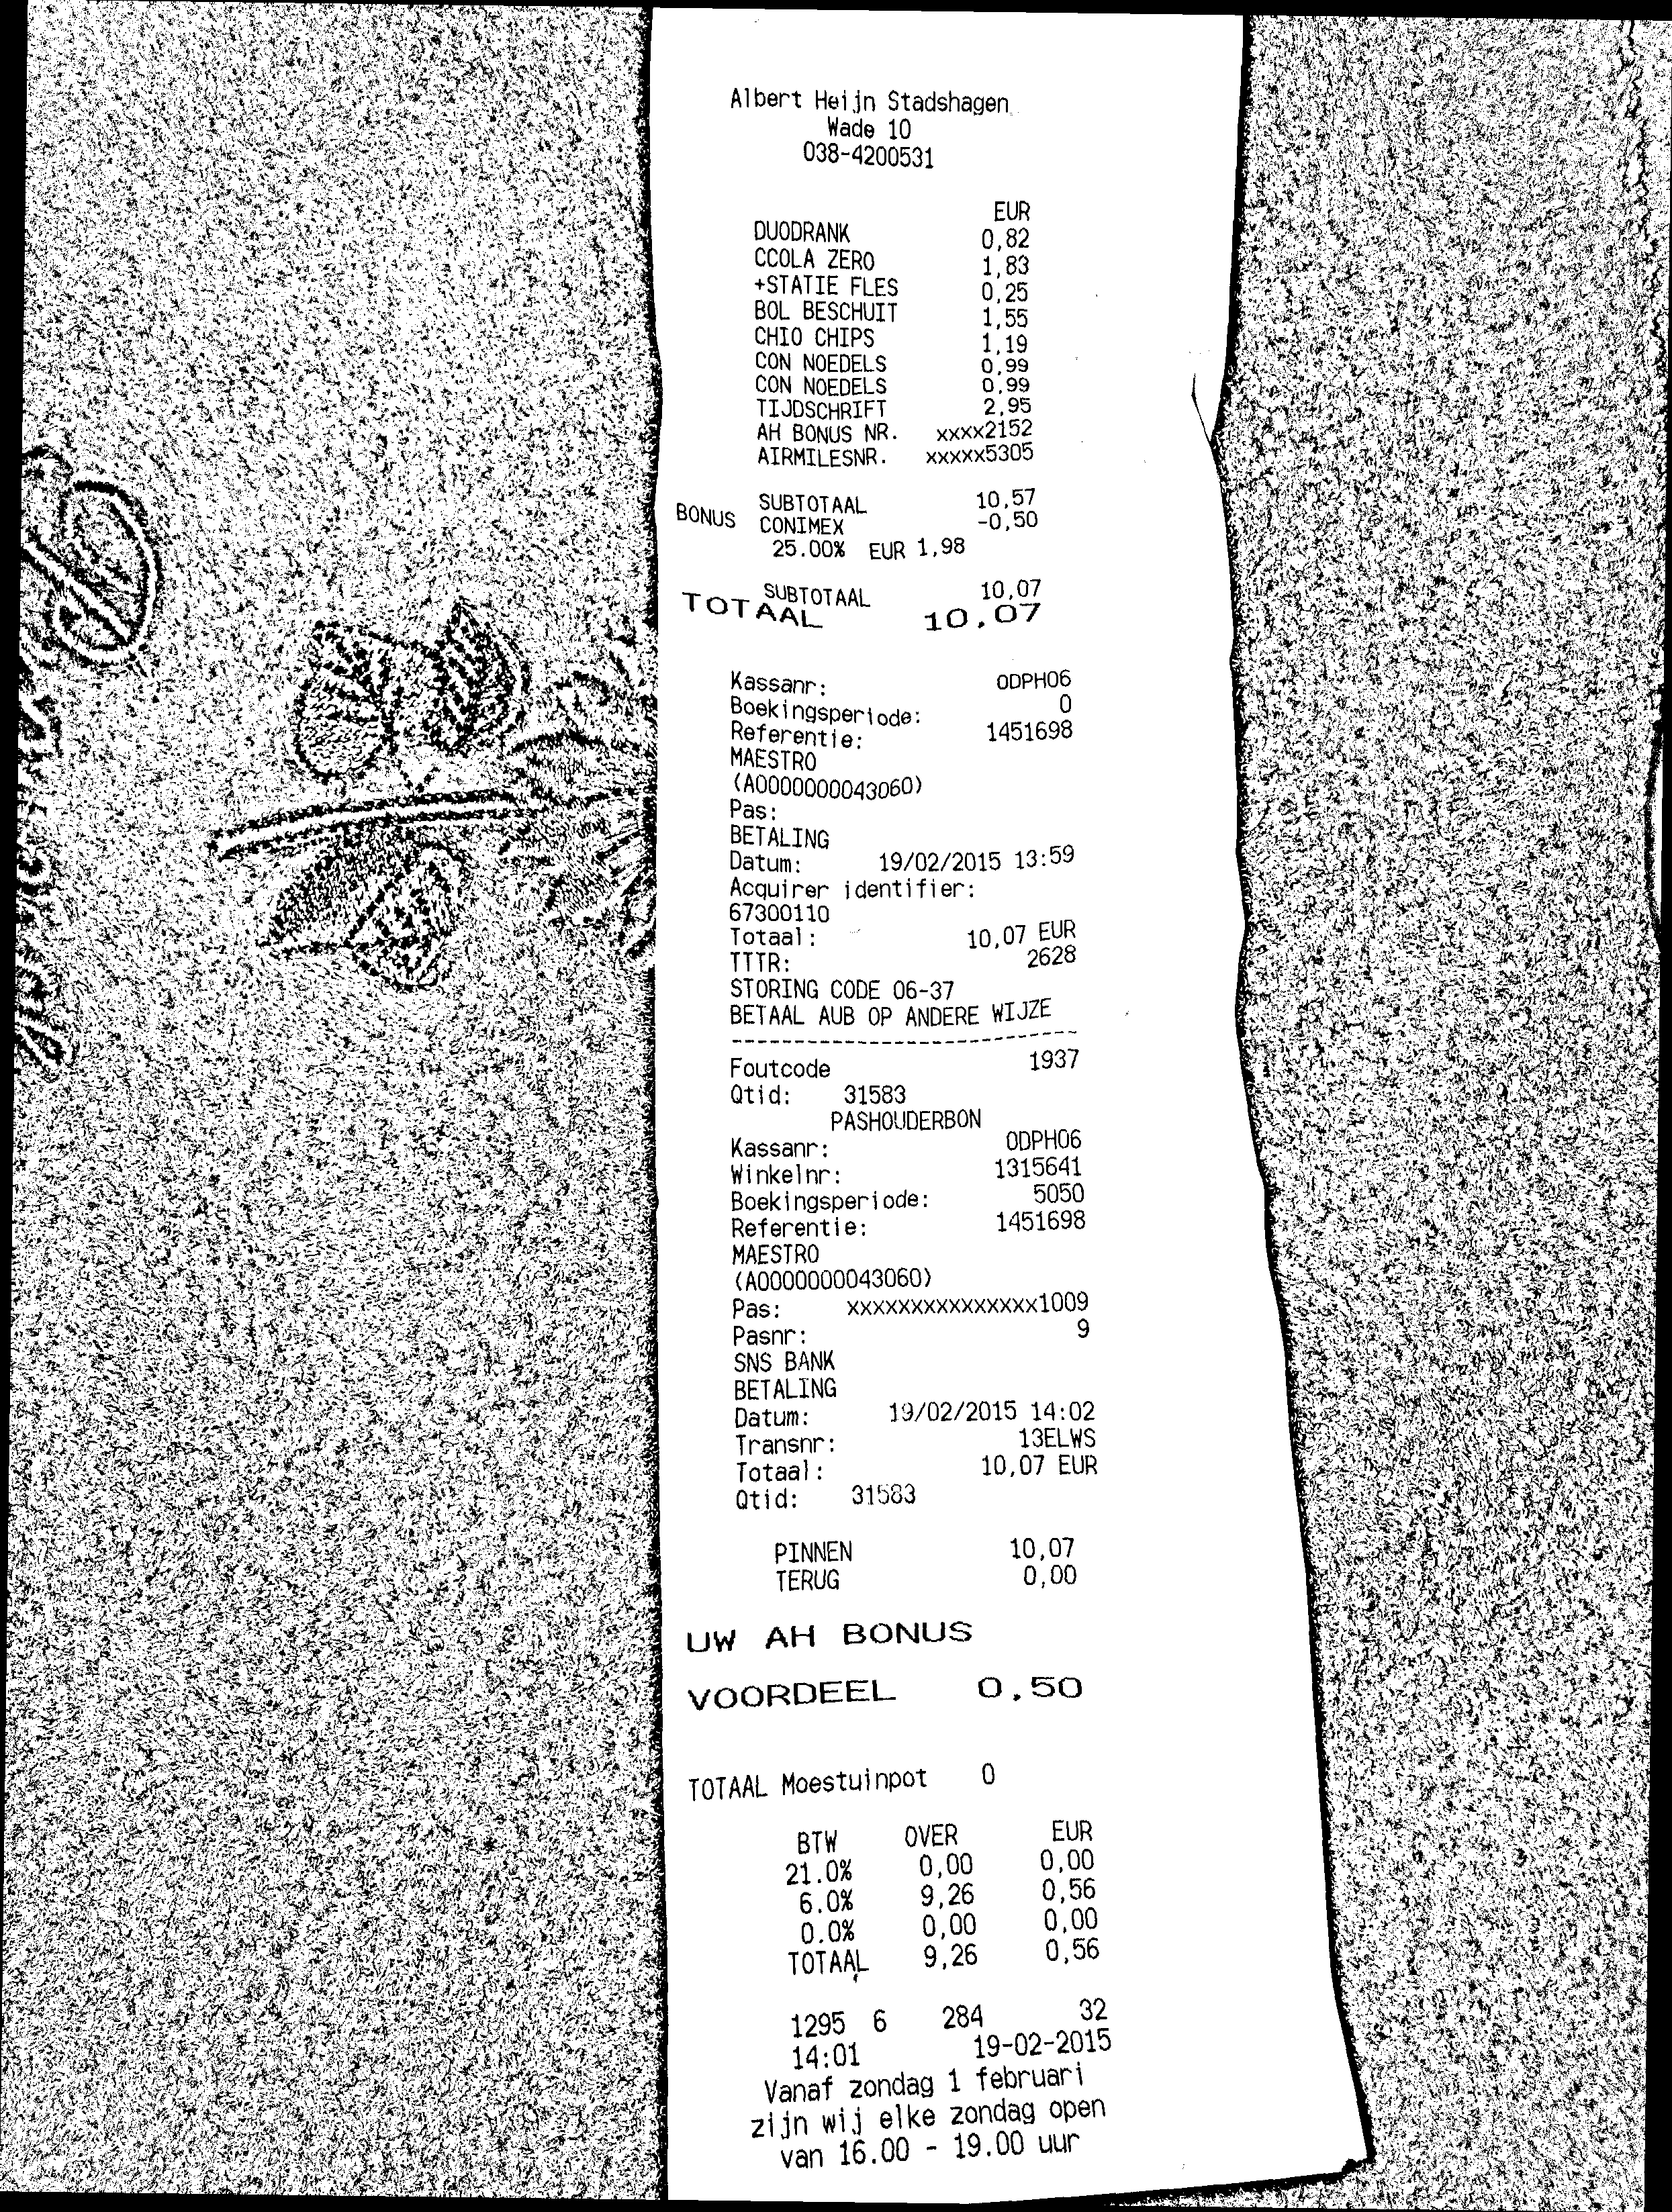 Albert Heijn Stadshagen
Wade 10
038-4200531
EUR
DUODRANK 0,82
CCOLA ZERO 1,83
+STATIE FLES 0,25
BOL BESCHUIT 1,55
CHIO CHIPS 1,19
CON NOEDELS 0,99
CON NOEDELS 0,99
TIJDSCHRIFT 2,95
AH BONUS NR. xxxx2152
AIRMILESNR. xxxxx5305
SUBTOTAAL 10,57
BONUS CONIMEX -0,50
25.00% EUR 1,98
SUBTOTAAL 10,07
TOTAAL 10,07
Kassanr: ODPH06
Boekingsperiode: 0
Referentie: 1451698
MAESTRO
(A0000000043060)
Pas:
BETALING
Datum: 19/02/2015 13:59
Acquirer identifier:
67300110
Totaal: 10,07 EUR
TTTR: 2628
STORING CODE 06-37
BETAAL AUB OP ANDERE WIJZE
---------------------------
Foutcode 1937
Qtid: 31583
PASHOUDERBON
Kassanr: ODPH06
Winkelnr: 1315641
Boekingsperiode: 5050
Referentie: 1451698
MAESTRO
(A0000000043060)
Pas: xxxxxxxxxxxxxxx1009
Pasnr: 9
SNS BANK
BETALING
Datum: 19/02/2015 14:02
Transnr: 13ELWS
Totaal: 10,07 EUR
Qtid: 31583
PINNEN 10,07
TERUG 0,00
UW AH BONUS
VOORDEEL 0,50
TOTAAL Moestuinpot 0
BTW OVER EUR
21.0% 0,00 0,00
6.0% 9,26 0,56
0.0% 0,00 0,00
TOTAAL 9,26 0,56
1295 6 284 32
14:01 19-02-2015
Vanaf zondag 1 februari
zijn wij elke zondag open
van 16.00 - 19.00 uur